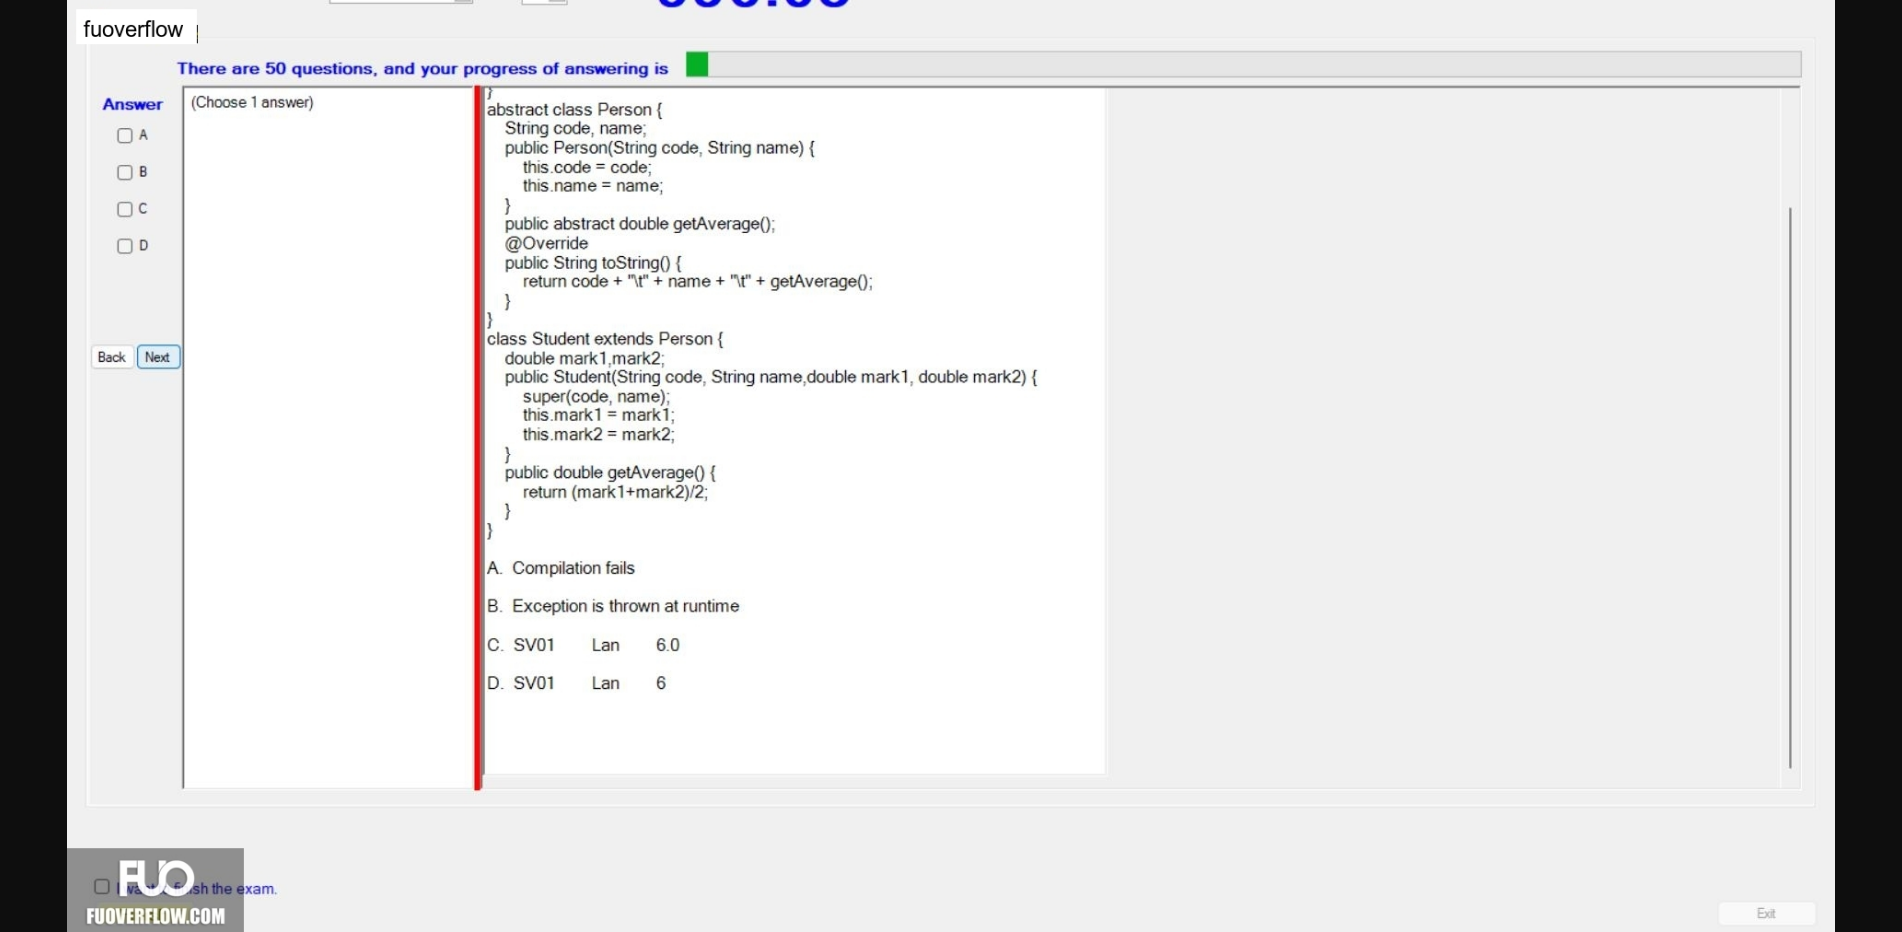 fuoverflow
There are 50 questions, and your progress of answering is
Answer
(Choose 1 answer)
A
B
C
D
Back
Next
}
abstract class Person {
String code, name;
public Person(String code, String name) {
this.code = code;
this.name = name;
}
public abstract double getAverage();
@Override
public String toString() {
return code + "\t" + name + "\t" + getAverage();
}
}
class Student extends Person {
double mark1,mark2;
public Student(String code, String name,double mark1, double mark2) {
super(code, name);
this.mark1 = mark1;
this.mark2 = mark2;
}
public double getAverage() {
return (mark1+mark2)/2;
}
}
A. Compilation fails
B. Exception is thrown at runtime
C. SV01 Lan 6.0
D. SV01 Lan 6
FUO
I want finish the exam.
FUOVERFLOW.COM
Exit